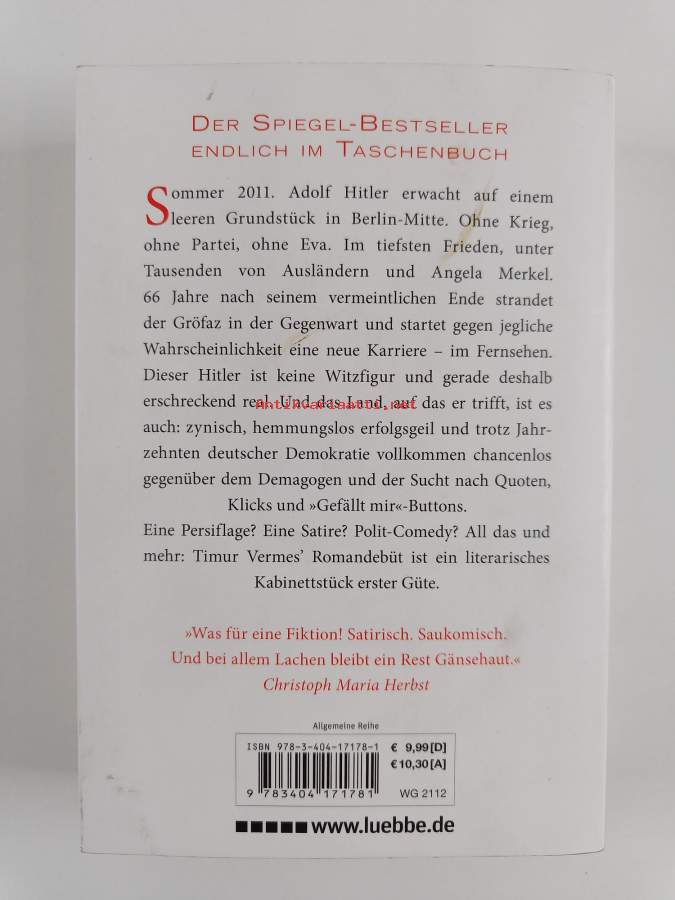 DER SPIEGEL-BESTSELLER
ENDLICH IM TASCHENBUCH
Sommer 2011. Adolf Hitler erwacht auf einem
leeren Grundstück in Berlin-Mitte. Ohne Krieg,
ohne Partei, ohne Eva. Im tiefsten Frieden, unter
Tausenden von Ausländern und Angela Merkel.
66 Jahre nach seinem vermeintlichen Ende strandet
der Gröfaz in der Gegenwart und startet gegen jegliche
Wahrscheinlichkeit eine neue Karriere – im Fernsehen.
Dieser Hitler ist keine Witzfigur und gerade deshalb
erschreckend real. Und das Land, auf das er trifft, ist es
Antikvariaatti.net
auch: zynisch, hemmungslos erfolgsgeil und trotz Jahr-
zehnten deutscher Demokratie vollkommen chancenlos
gegenüber dem Demagogen und der Sucht nach Quoten,
Klicks und »Gefällt mir«-Buttons.
Eine Persiflage? Eine Satire? Polit-Comedy? All das und
mehr: Timur Vermes’ Romandebüt ist ein literarisches
Kabinettstück erster Güte.
»Was für eine Fiktion! Satirisch. Saukomisch.
Und bei allem Lachen bleibt ein Rest Gänsehaut.«
Christoph Maria Herbst
Allgemeine Reihe
ISBN 978-3-404-17178-1
€ 9,99[D]
€ 10,30[A]
9 783404 171781
WG 2112
www.luebbe.de